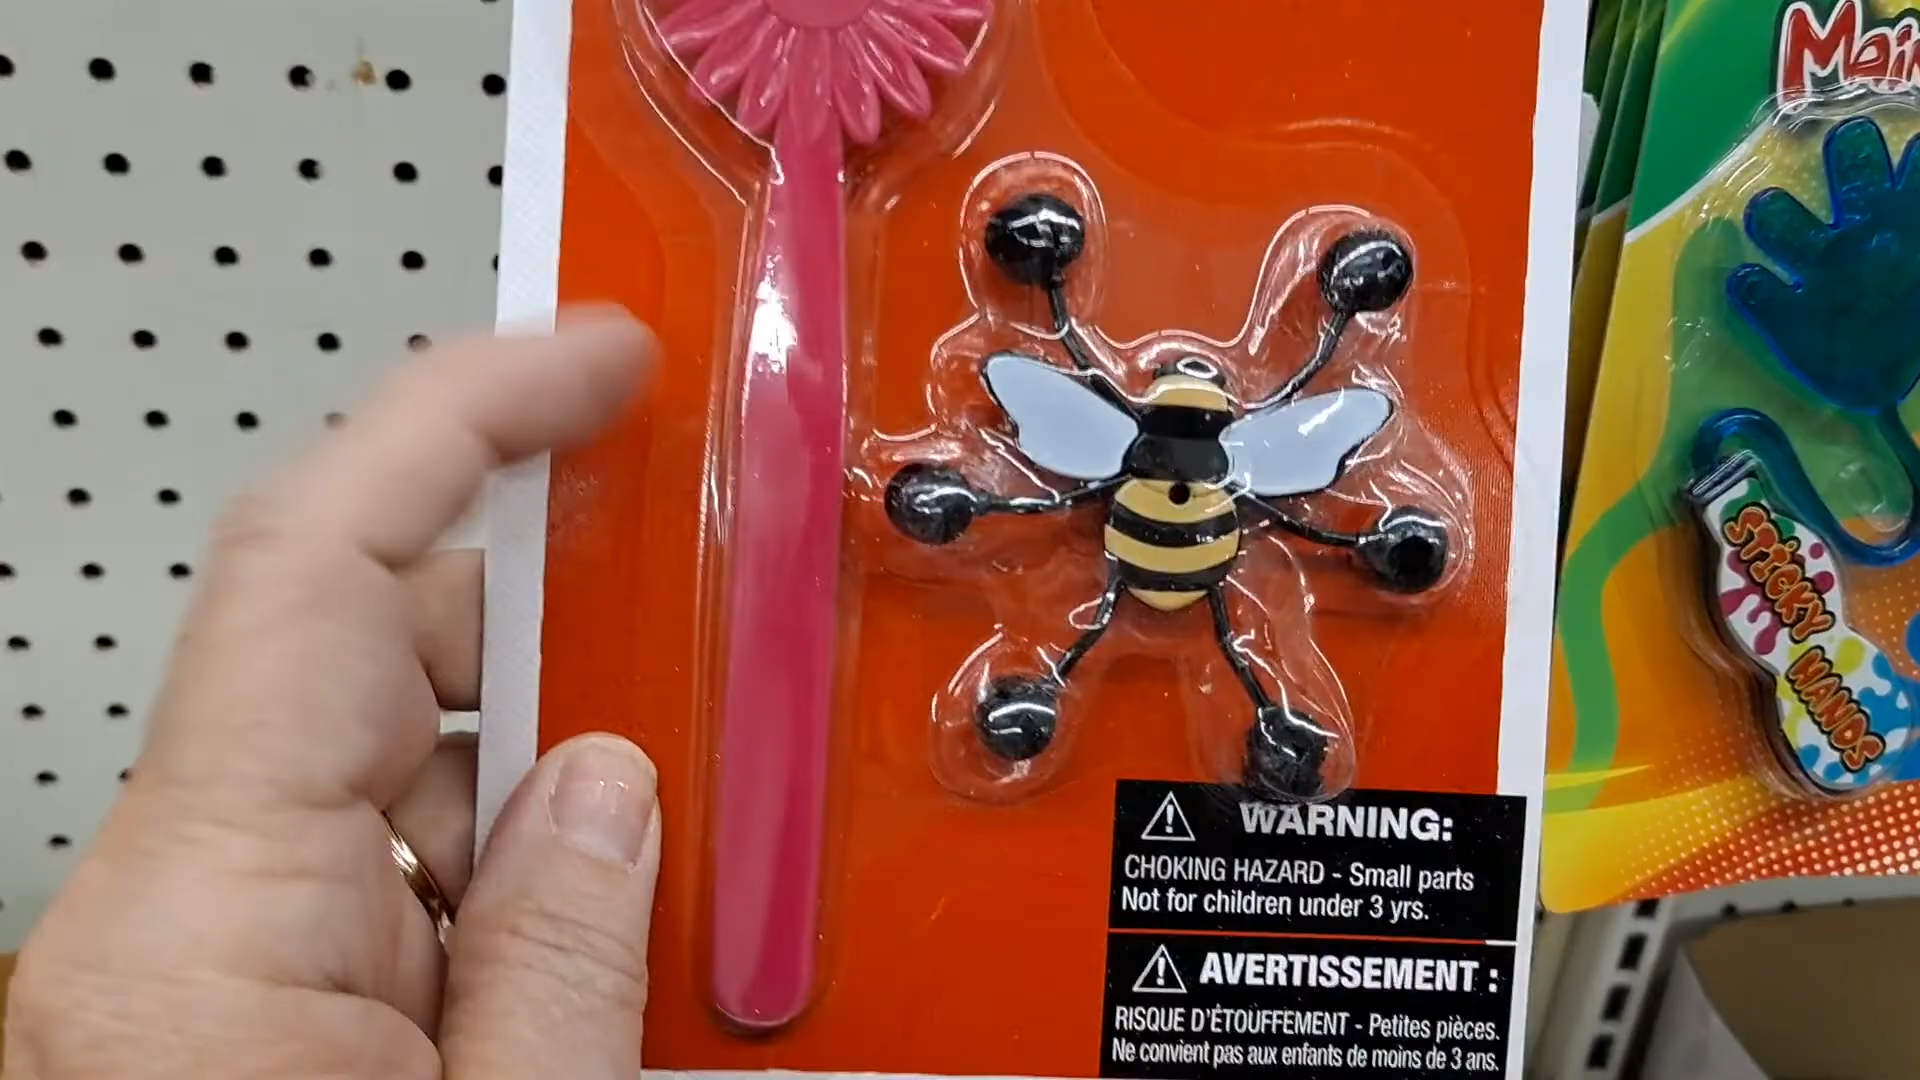 WARNING:
CHOKING HAZARD - Small parts
Not for children under 3 yrs.
AVERTISSEMENT :
RISQUE D'ÉTOUFFEMENT - Petites pièces.
Ne convient pas aux enfants de moins de 3 ans.
STICKY
HANDS